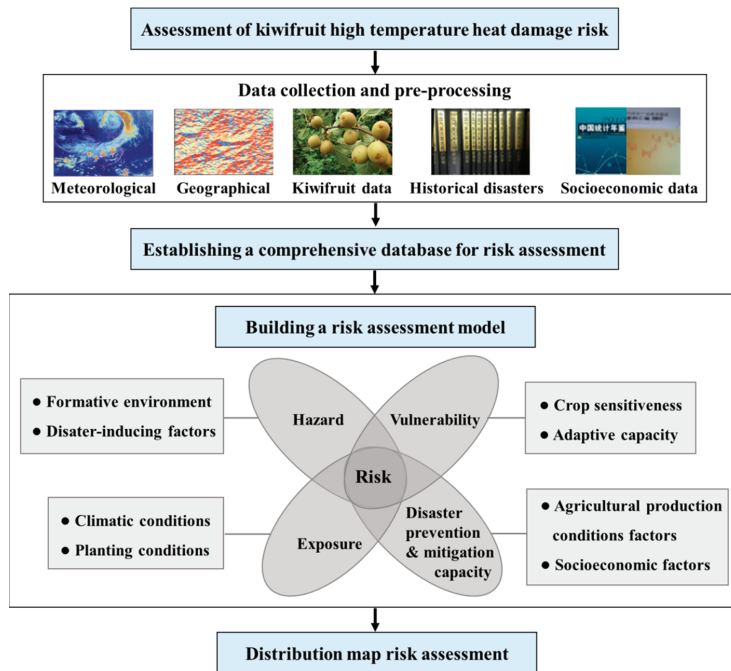 Assessment of kiwifruit high temperature heat damage risk
Data collection and pre-processing
中国统计年鉴
Meteorological
Geographical
Kiwifruit data
Historical disasters
Socioeconomic data
Establishing a comprehensive database for risk assessment
Building a risk assessment model
● Formative environment
● Disater-inducing factors
Hazard
Vulnerability
● Crop sensitiveness
● Adaptive capacity
Risk
● Climatic conditions
● Planting conditions
Exposure
Disaster
prevention
& mitigation
capacity
● Agricultural production
conditions factors
● Socioeconomic factors
Distribution map risk assessment